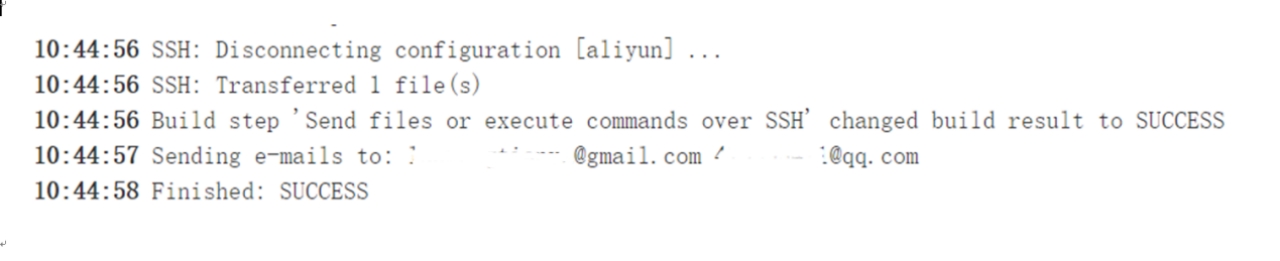 10:44:56 SSH: Disconnecting configuration [aliyun] ...
10:44:56 SSH: Transferred 1 file(s)
10:44:56 Build step 'Send files or execute commands over SSH' changed build result to SUCCESS
10:44:57 Sending e-mails to: @gmail.com @qq.com
10:44:58 Finished: SUCCESS